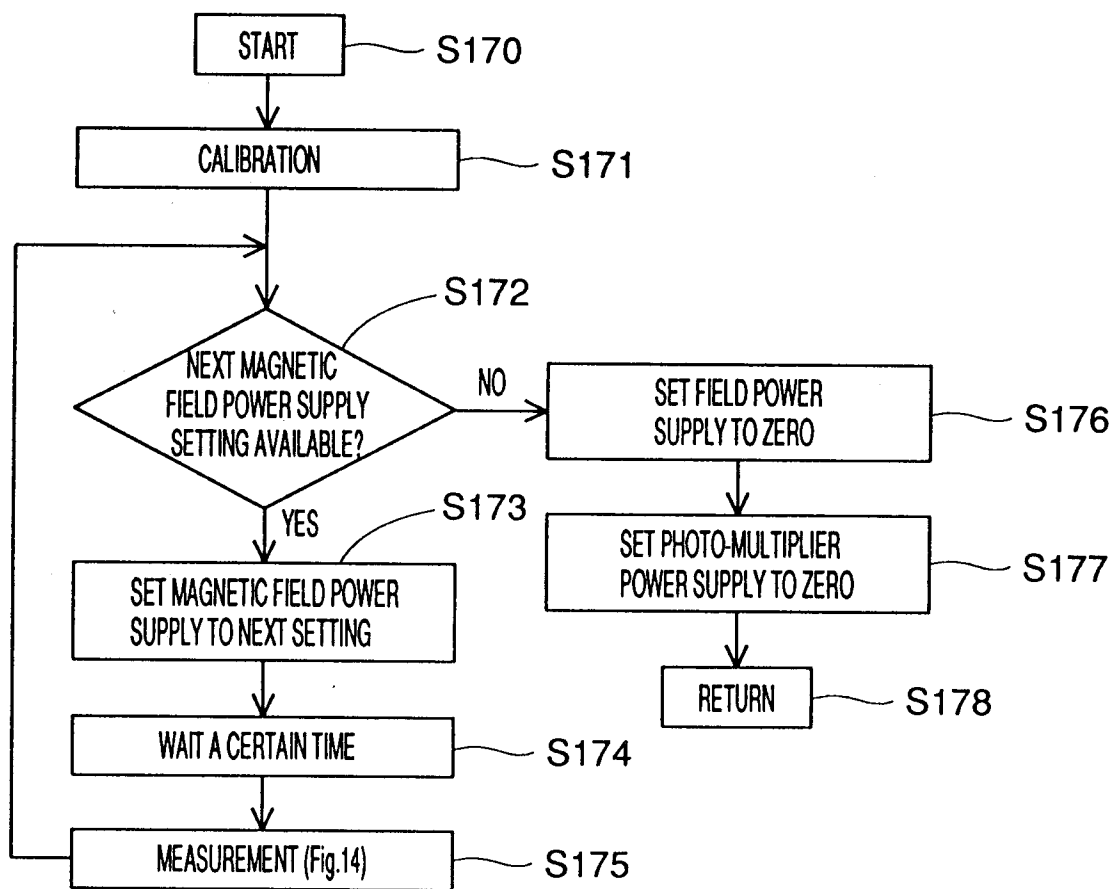 START
S170
CALIBRATION
S171
S172
NEXT MAGNETIC
FIELD POWER SUPPLY
SETTING AVAILABLE?
NO
SET FIELD POWER
SUPPLY TO ZERO
S176
YES
S173
SET MAGNETIC FIELD POWER
SUPPLY TO NEXT SETTING
SET PHOTO-MULTIPLIER
POWER SUPPLY TO ZERO
S177
WAIT A CERTAIN TIME
S174
RETURN
S178
MEASUREMENT (Fig.14)
S175